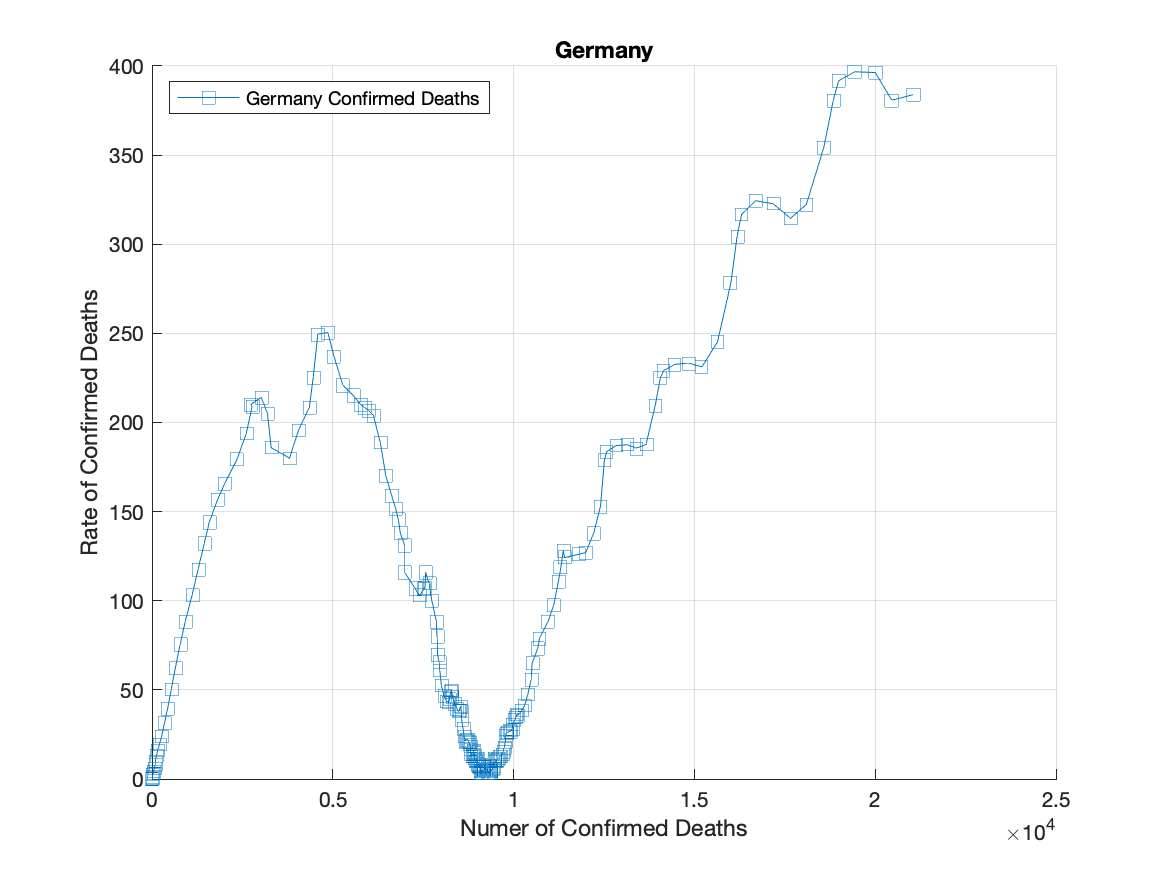 Germany
Germany Confirmed Deaths
Rate of Confirmed Deaths
400
350
300
250
200
150
100
50
0
0 0.5 1 1.5 2 2.5
Numer of Confirmed Deaths
×10⁴